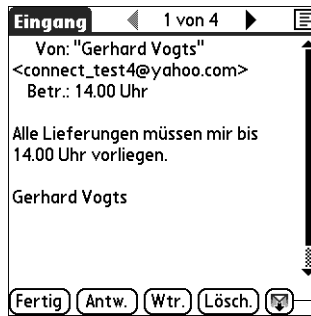 Eingang 1 von 4
Von: "Gerhard Vogts"
<connect_test4@yahoo.com>
Betr.: 14.00 Uhr
Alle Lieferungen müssen mir bis
14.00 Uhr vorliegen.
Gerhard Vogts
Fertig Antw. Wtr. Lösch.